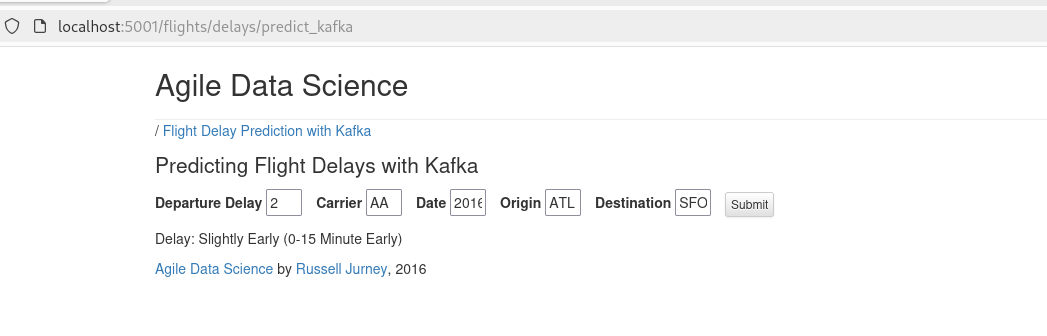 localhost:5001/flights/delays/predict_kafka
Agile Data Science
/ Flight Delay Prediction with Kafka
Predicting Flight Delays with Kafka
Departure Delay 2 Carrier AA Date 2016 Origin ATL Destination SFO Submit
Delay: Slightly Early (0-15 Minute Early)
Agile Data Science by Russell Jurney, 2016